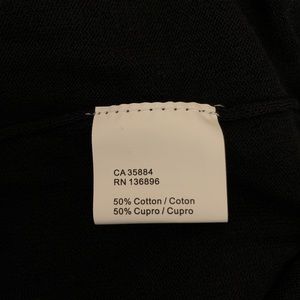 CA 35884
RN 136896
50% Cotton / Coton
50% Cupro / Cupro